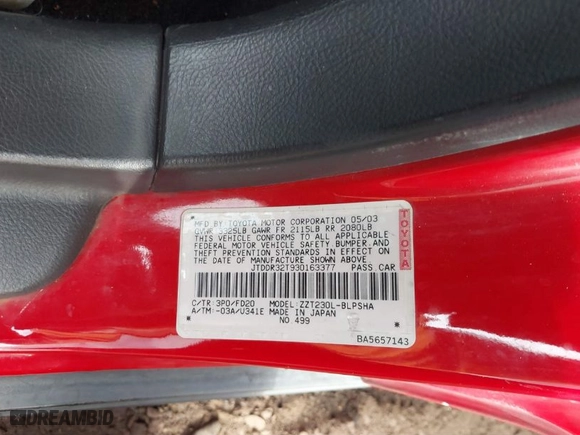 MFD BY TOYOTA MOTOR CORPORATION 05/03
GVWR 3325LB GAWR FR 2115LB RR 2080LB
THIS VEHICLE CONFORMS TO ALL APPLICABLE
FEDERAL MOTOR VEHICLE SAFETY, BUMPER, AND
THEFT PREVENTION STANDARDS IN EFFECT ON
THE DATE OF MANUFACTURE SHOWN ABOVE.
JTDDR32T930163377 PASS CAR
C/TR:3P0/FD20 MODEL:ZZT230L-BLPSHA
A/TM:-03A/U341E MADE IN JAPAN
NO 499
BA5657143
TOYOTA
DREAMBID